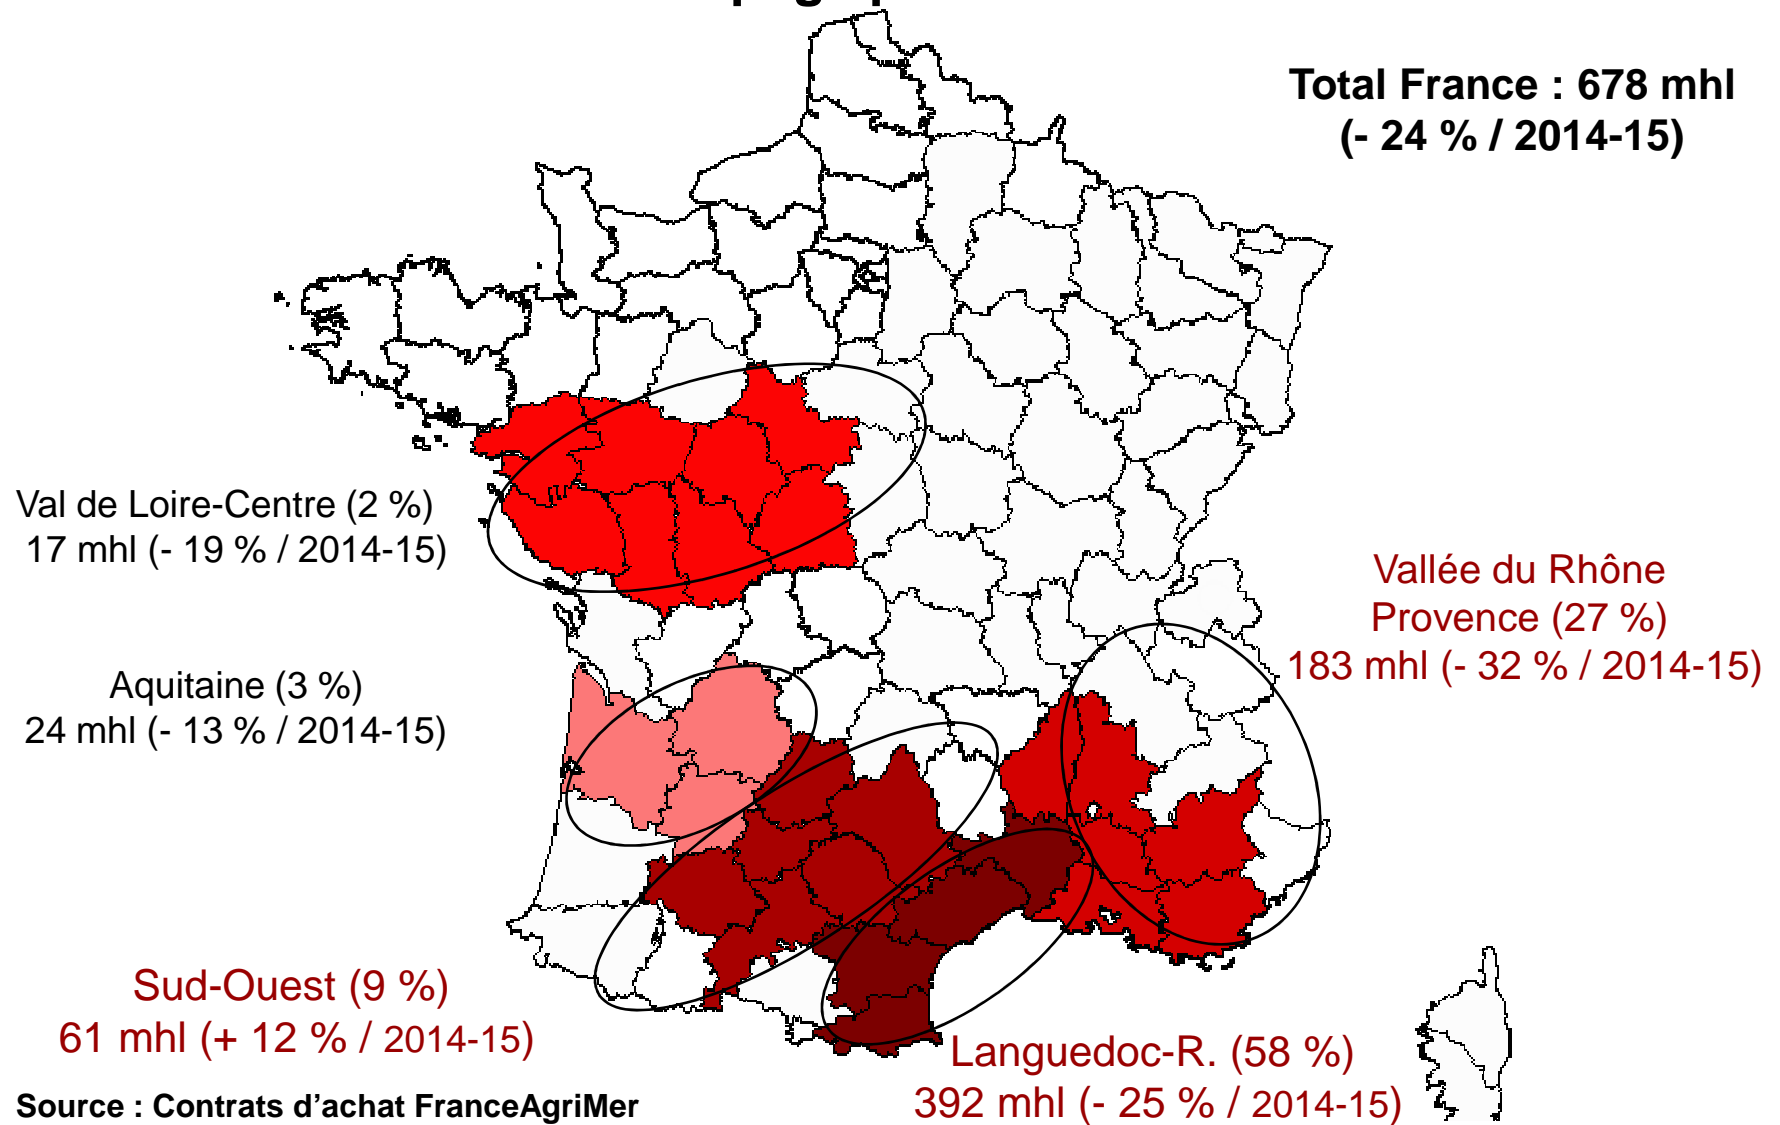 Total France : 678 mhl
(- 24 % / 2014-15)
Val de Loire-Centre (2 %)
17 mhl (- 19 % / 2014-15)
Vallée du Rhône
Provence (27 %)
183 mhl (- 32 % / 2014-15)
Aquitaine (3 %)
24 mhl (- 13 % / 2014-15)
Sud-Ouest (9 %)
61 mhl (+ 12 % / 2014-15)
Languedoc-R. (58 %)
392 mhl (- 25 % / 2014-15)
Source : Contrats d’achat FranceAgriMer